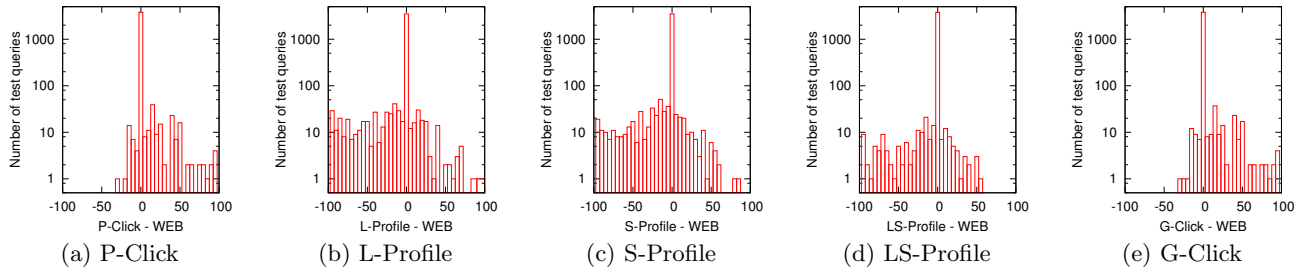 Number of test queries
1000
100
10
1
-100 -50 0 50 100
P-Click - WEB
(a) P-Click
Number of test queries
1000
100
10
1
-100 -50 0 50 100
L-Profile - WEB
(b) L-Profile
Number of test queries
1000
100
10
1
-100 -50 0 50 100
S-Profile - WEB
(c) S-Profile
Number of test queries
1000
100
10
1
-100 -50 0 50 100
LS-Profile - WEB
(d) LS-Profile
Number of test queries
1000
100
10
1
-100 -50 0 50 100
G-Click - WEB
(e) G-Click